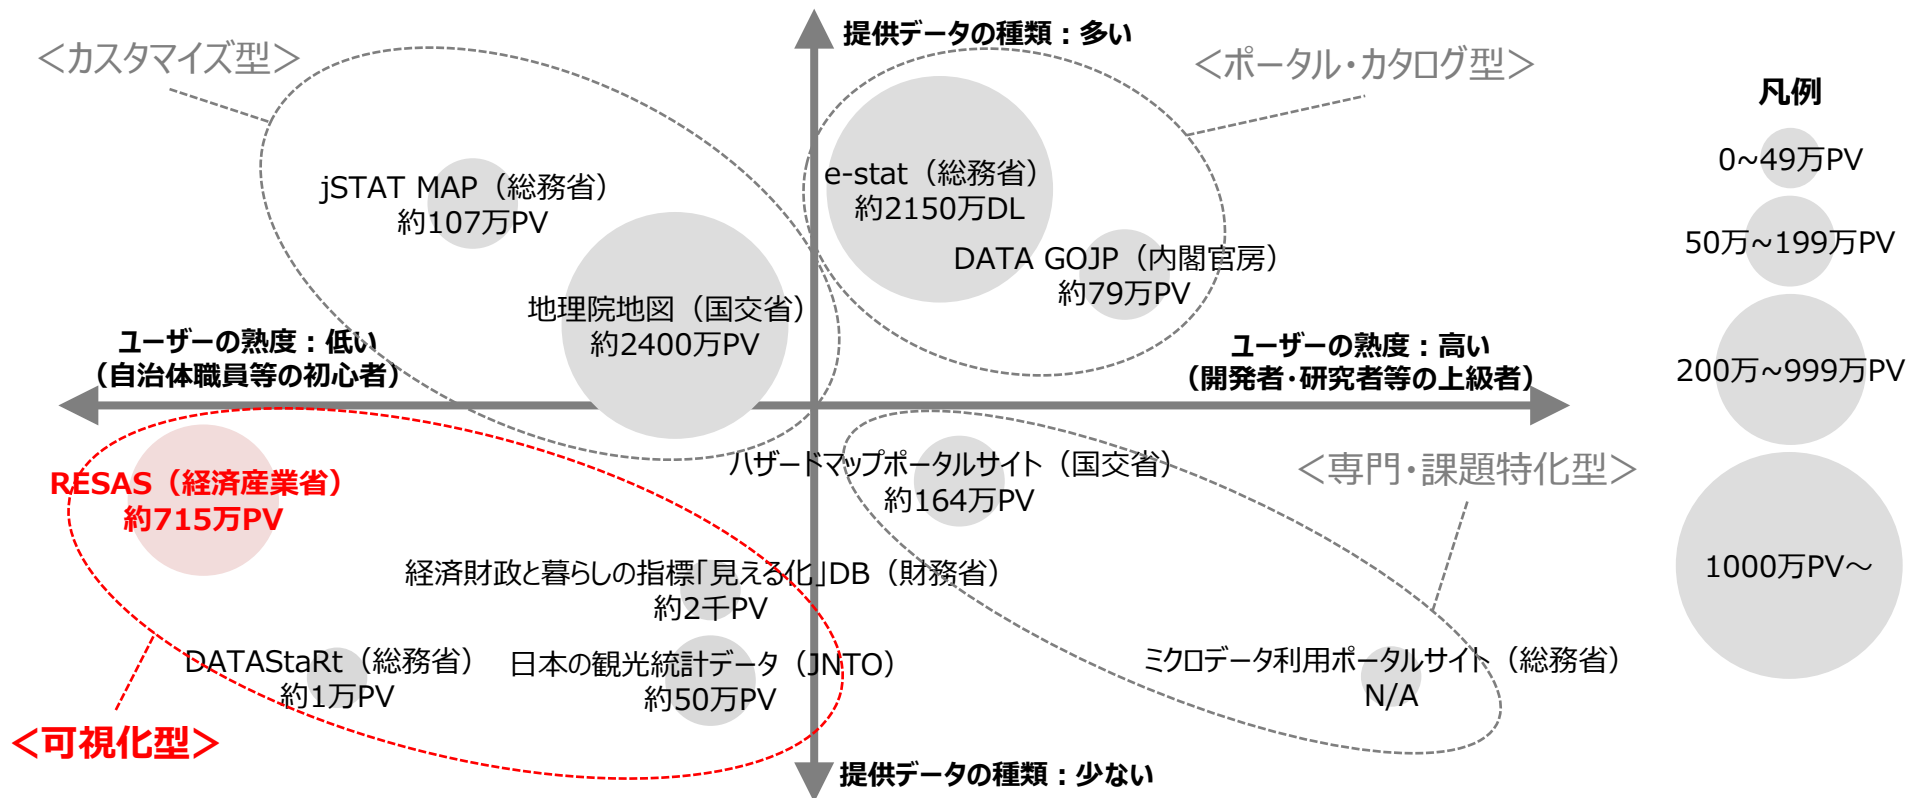 提供データの種類：多い
＜カスタマイズ型＞
＜ポータル・カタログ型＞
凡例
0~49万PV
50万~199万PV
200万~999万PV
1000万PV～
jSTAT MAP（総務省）
約107万PV
e-stat（総務省）
約2150万DL
DATA GOJP（内閣官房）
約79万PV
地理院地図（国交省）
約2400万PV
ユーザーの熟度：低い
（自治体職員等の初心者）
ユーザーの熟度：高い
（開発者・研究者等の上級者）
RESAS（経済産業省）
約715万PV
ハザードマップポータルサイト（国交省）
約164万PV
＜専門・課題特化型＞
経済財政と暮らしの指標「見える化」DB（財務省）
約2千PV
DATAStaRt（総務省）
約1万PV
日本の観光統計データ（JNTO）
約50万PV
ミクロデータ利用ポータルサイト（総務省）
N/A
＜可視化型＞
提供データの種類：少ない